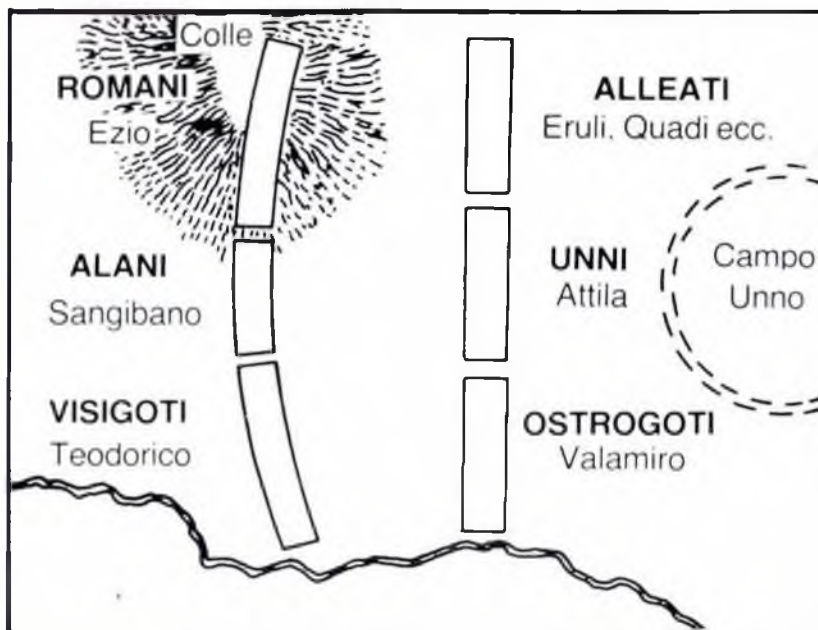 Colle
ROMANI
Ezio
ALLEATI
Eruli, Quadi ecc.
ALANI
Sangibano
UNNI
Attila
Campo
Unno
VISIGOTI
Teodorico
OSTROGOTI
Valamiro